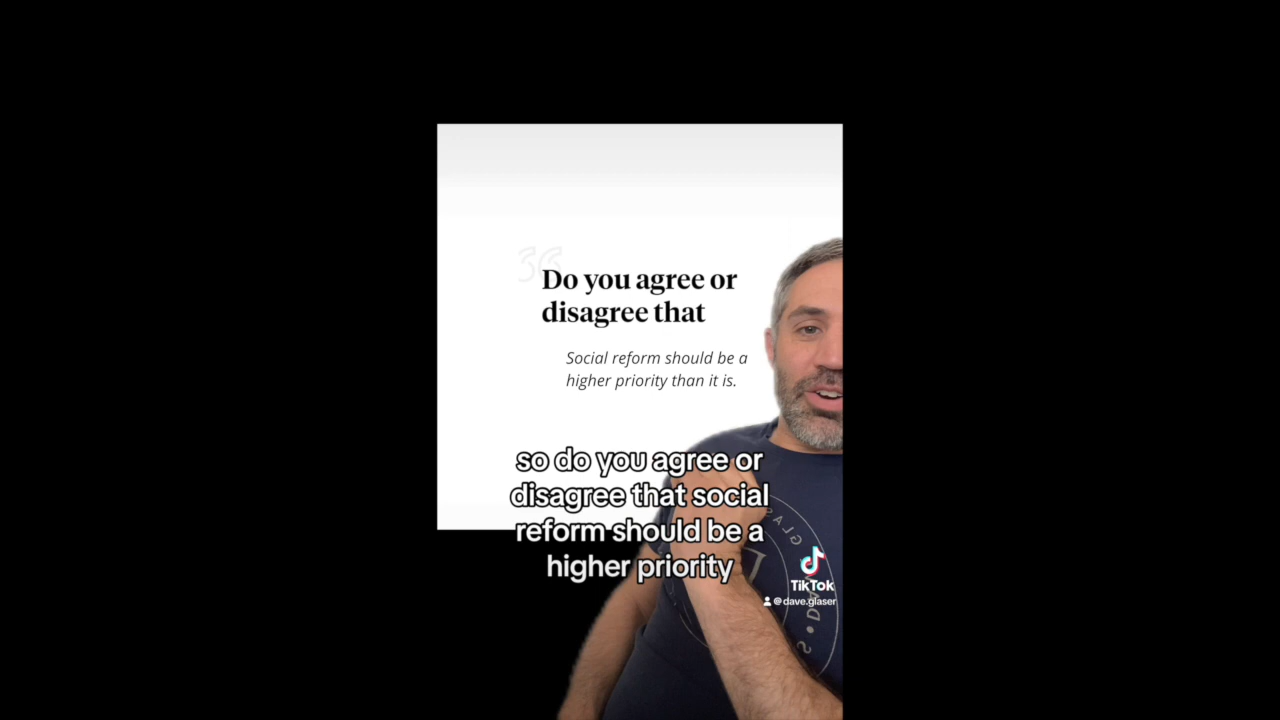 Do you agree or
disagree that
Social reform should be a
higher priority than it is.
so do you agree or
disagree that social
reform should be a
higher priority
TikTok
@dave.glaser